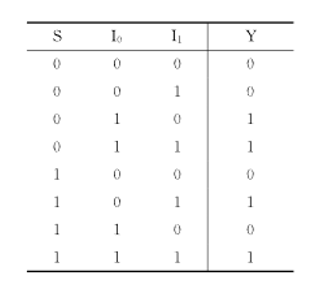 S I₀ I₁ Y
0 0 0 0
0 0 1 0
0 1 0 1
0 1 1 1
1 0 0 0
1 0 1 1
1 1 0 0
1 1 1 1